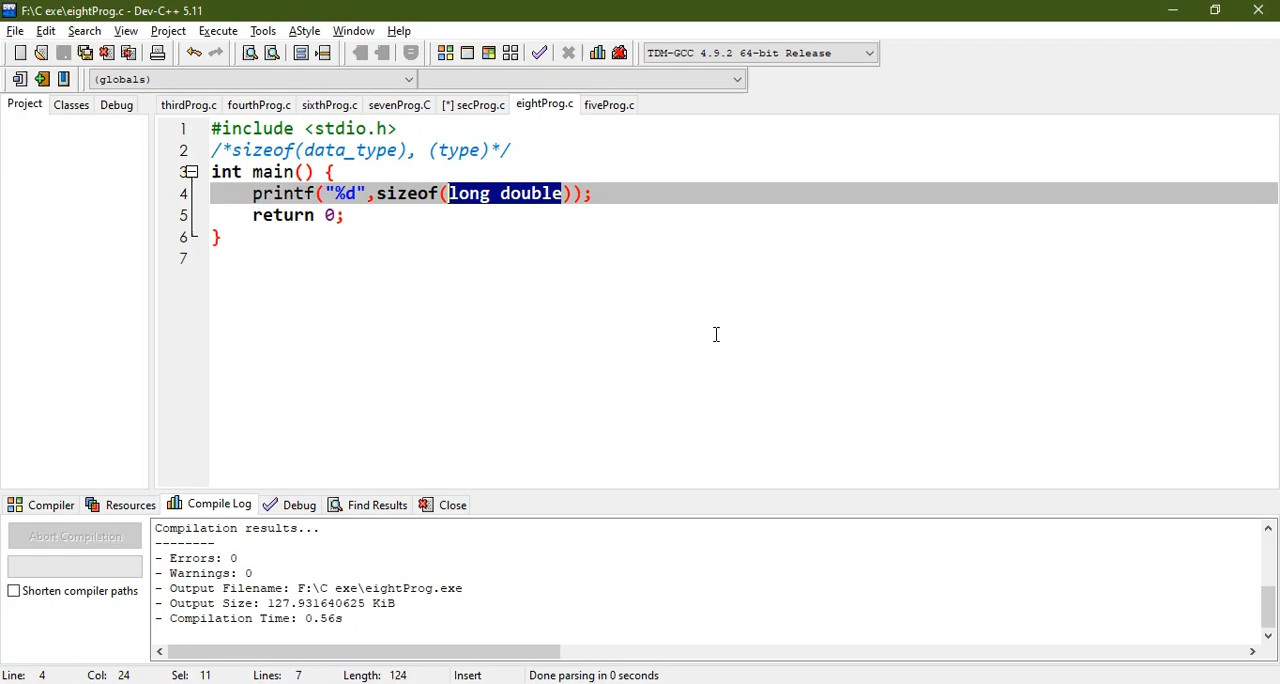 F:\C exe\eightProg.c - Dev-C++ 5.11
File Edit Search View Project Execute Tools AStyle Window Help
TDM-GCC 4.9.2 64-bit Release
(globals)
Project Classes Debug
thirdProg.c fourthProg.c sixthProg.c sevenProg.C [*] secProg.c eightProg.c fiveProg.c
1 #include <stdio.h>
2 /*sizeof(data_type), (type)*/
3 int main() {
4 printf("%d",sizeof(long double));
5 return 0;
6 }
7
Compiler Resources Compile Log Debug Find Results Close
Abort Compilation
Shorten compiler paths
Compilation results...
--------
- Errors: 0
- Warnings: 0
- Output Filename: F:\C exe\eightProg.exe
- Output Size: 127.931640625 KiB
- Compilation Time: 0.56s
Line: 4 Col: 24 Sel: 11 Lines: 7 Length: 124 Insert Done parsing in 0 seconds